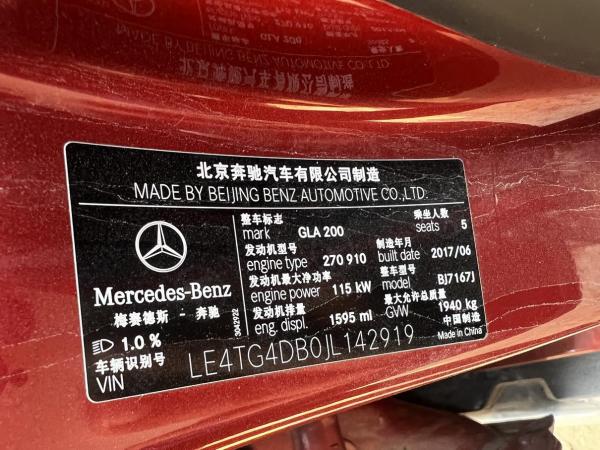 北京奔驰汽车有限公司制造
MADE BY BEIJING BENZ AUTOMOTIVE CO.,LTD.
整车标志 乘坐人数
mark GLA 200 seats 5
发动机型号 制造年月
engine type 270 910 built date 2017/06
发动机最大净功率 整车型号
engine power 115 kW model BJ7167J
发动机排量 最大允许总质量
eng. displ. 1595 ml GVW 1940 kg
Mercedes-Benz
梅赛德斯-奔驰
3042922
1.0 %
中国制造
Made in China
车辆识别号
VIN LE4TG4DB0JL142919